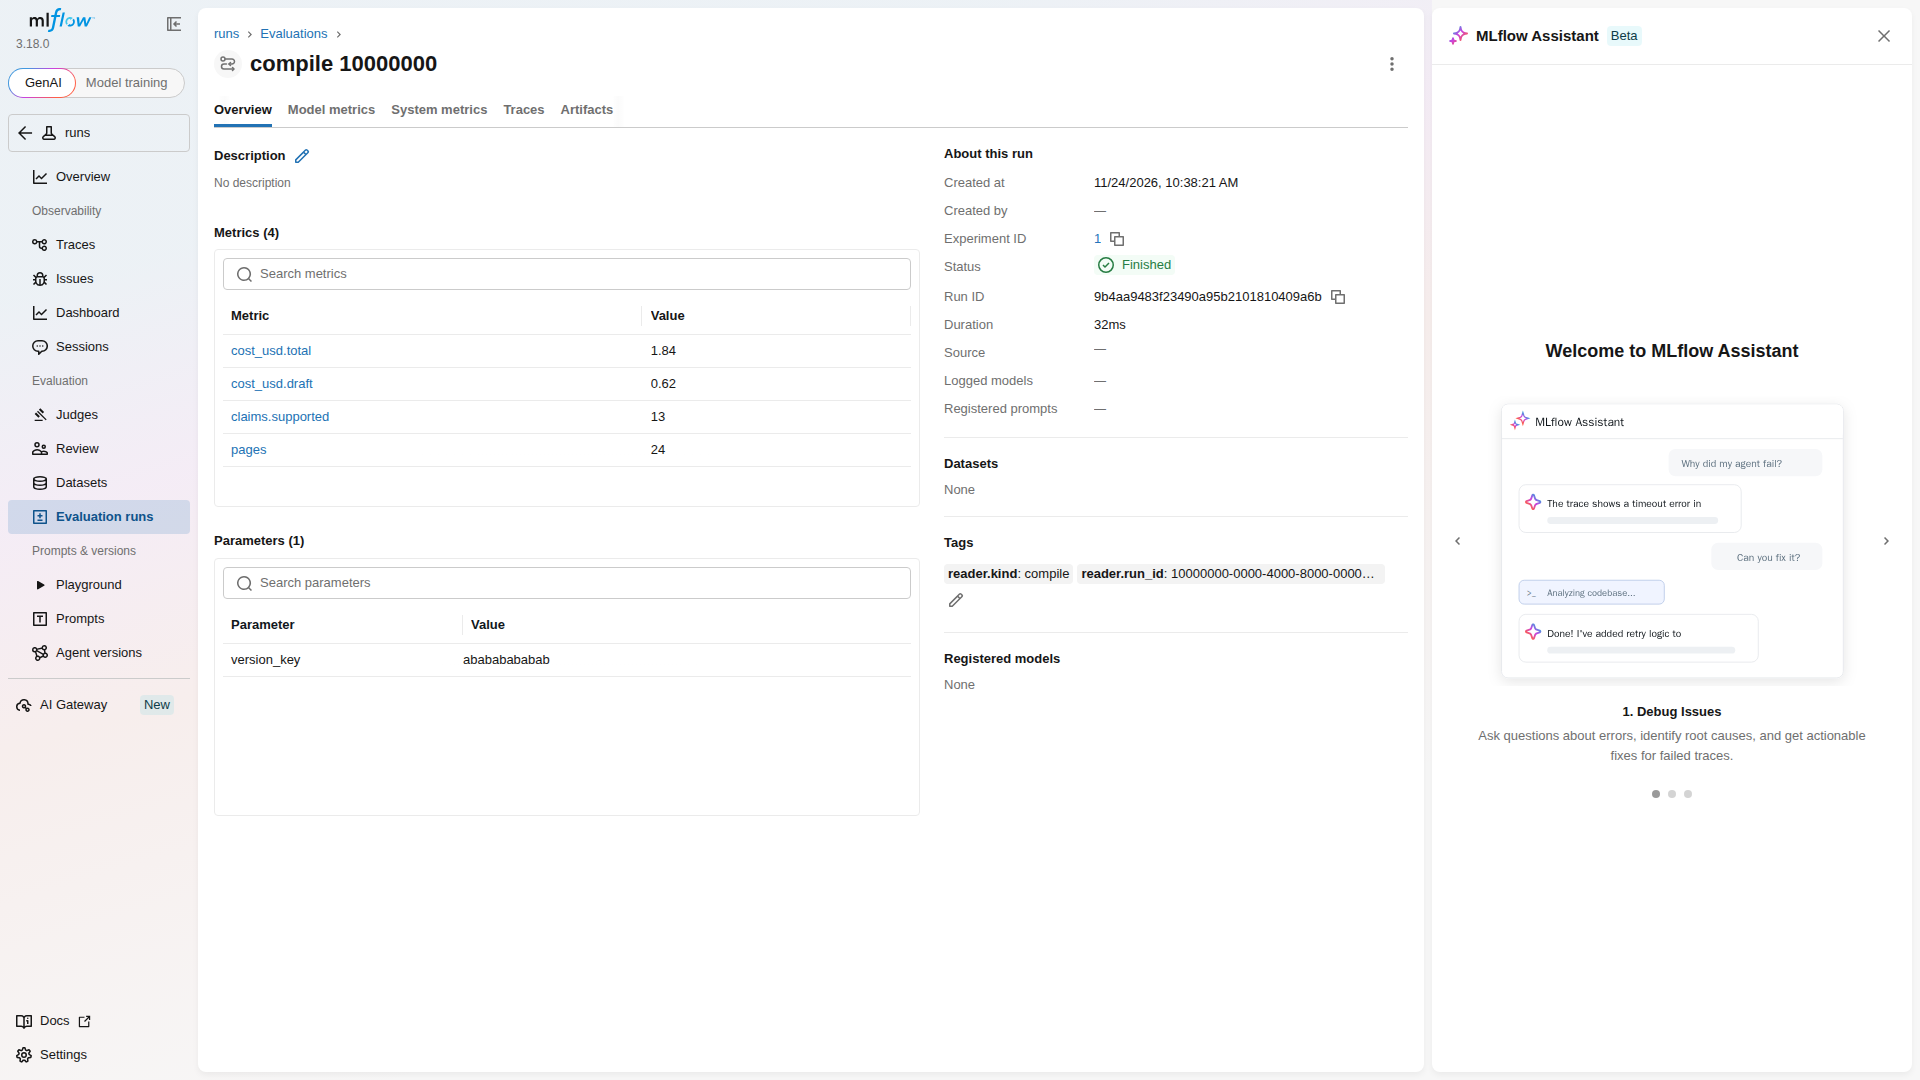 mlflow
3.18.0
GenAI
Model training
runs
Overview
Observability
Traces
Issues
Dashboard
Sessions
Evaluation
Judges
Review
Datasets
Evaluation runs
Prompts & versions
Playground
Prompts
Agent versions
AI Gateway New
Docs
Settings
runs > Evaluations >
compile 10000000
Overview Model metrics System metrics Traces Artifacts
Description
No description
Metrics (4)
Search metrics
Metric Value
cost_usd.total 1.84
cost_usd.draft 0.62
claims.supported 13
pages 24
Parameters (1)
Search parameters
Parameter Value
version_key abababababab
About this run
Created at 11/24/2026, 10:38:21 AM
Created by —
Experiment ID 1
Status Finished
Run ID 9b4aa9483f23490a95b2101810409a6b
Duration 32ms
Source —
Logged models —
Registered prompts —
Datasets
None
Tags
reader.kind: compile reader.run_id: 10000000-0000-4000-8000-0000...
Registered models
None
MLflow Assistant Beta
Welcome to MLflow Assistant
MLflow Assistant
Why did my agent fail?
The trace shows a timeout error in
Can you fix it?
>_ Analyzing codebase...
Done! I've added retry logic to
1. Debug Issues
Ask questions about errors, identify root causes, and get actionable
fixes for failed traces.